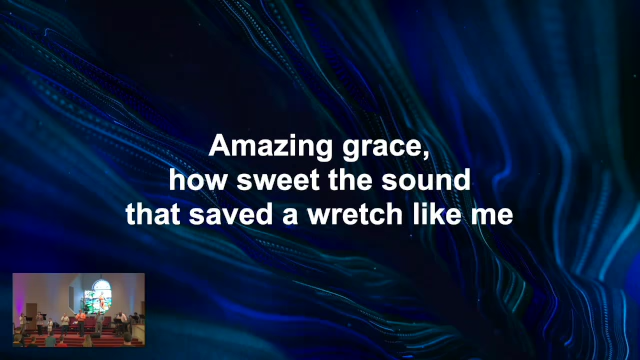 Amazing grace,
how sweet the sound
that saved a wretch like me